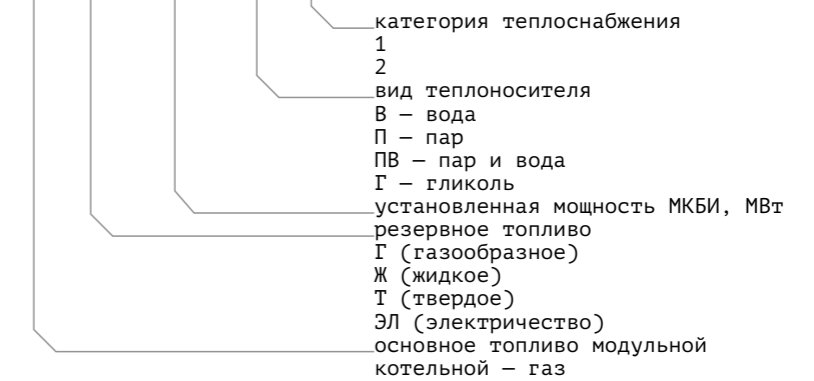 категория теплоснабжения
1
2
вид теплоносителя
В – вода
П – пар
ПВ – пар и вода
Г – гликоль
установленная мощность МКБИ, МВт
резервное топливо
Г (газообразное)
Ж (жидкое)
Т (твердое)
ЭЛ (электричество)
основное топливо модульной
котельной – газ